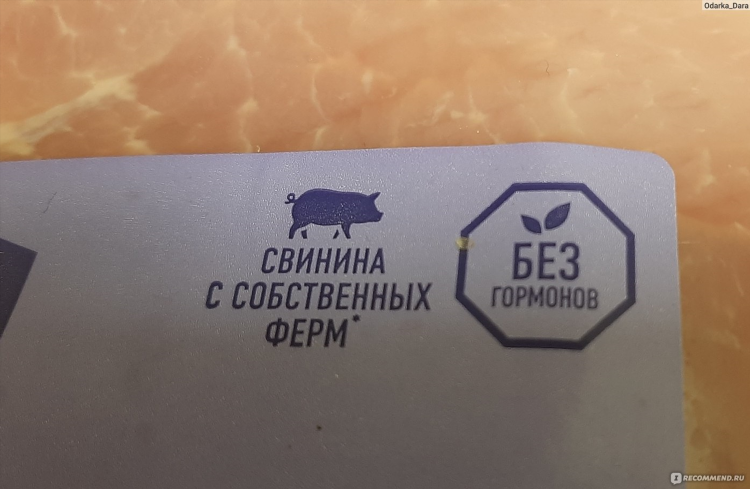 Odarka_Dara
СВИНИНА
С СОБСТВЕННЫХ
ФЕРМ*
БЕЗ
ГОРМОНОВ
RECOMMEND.RU